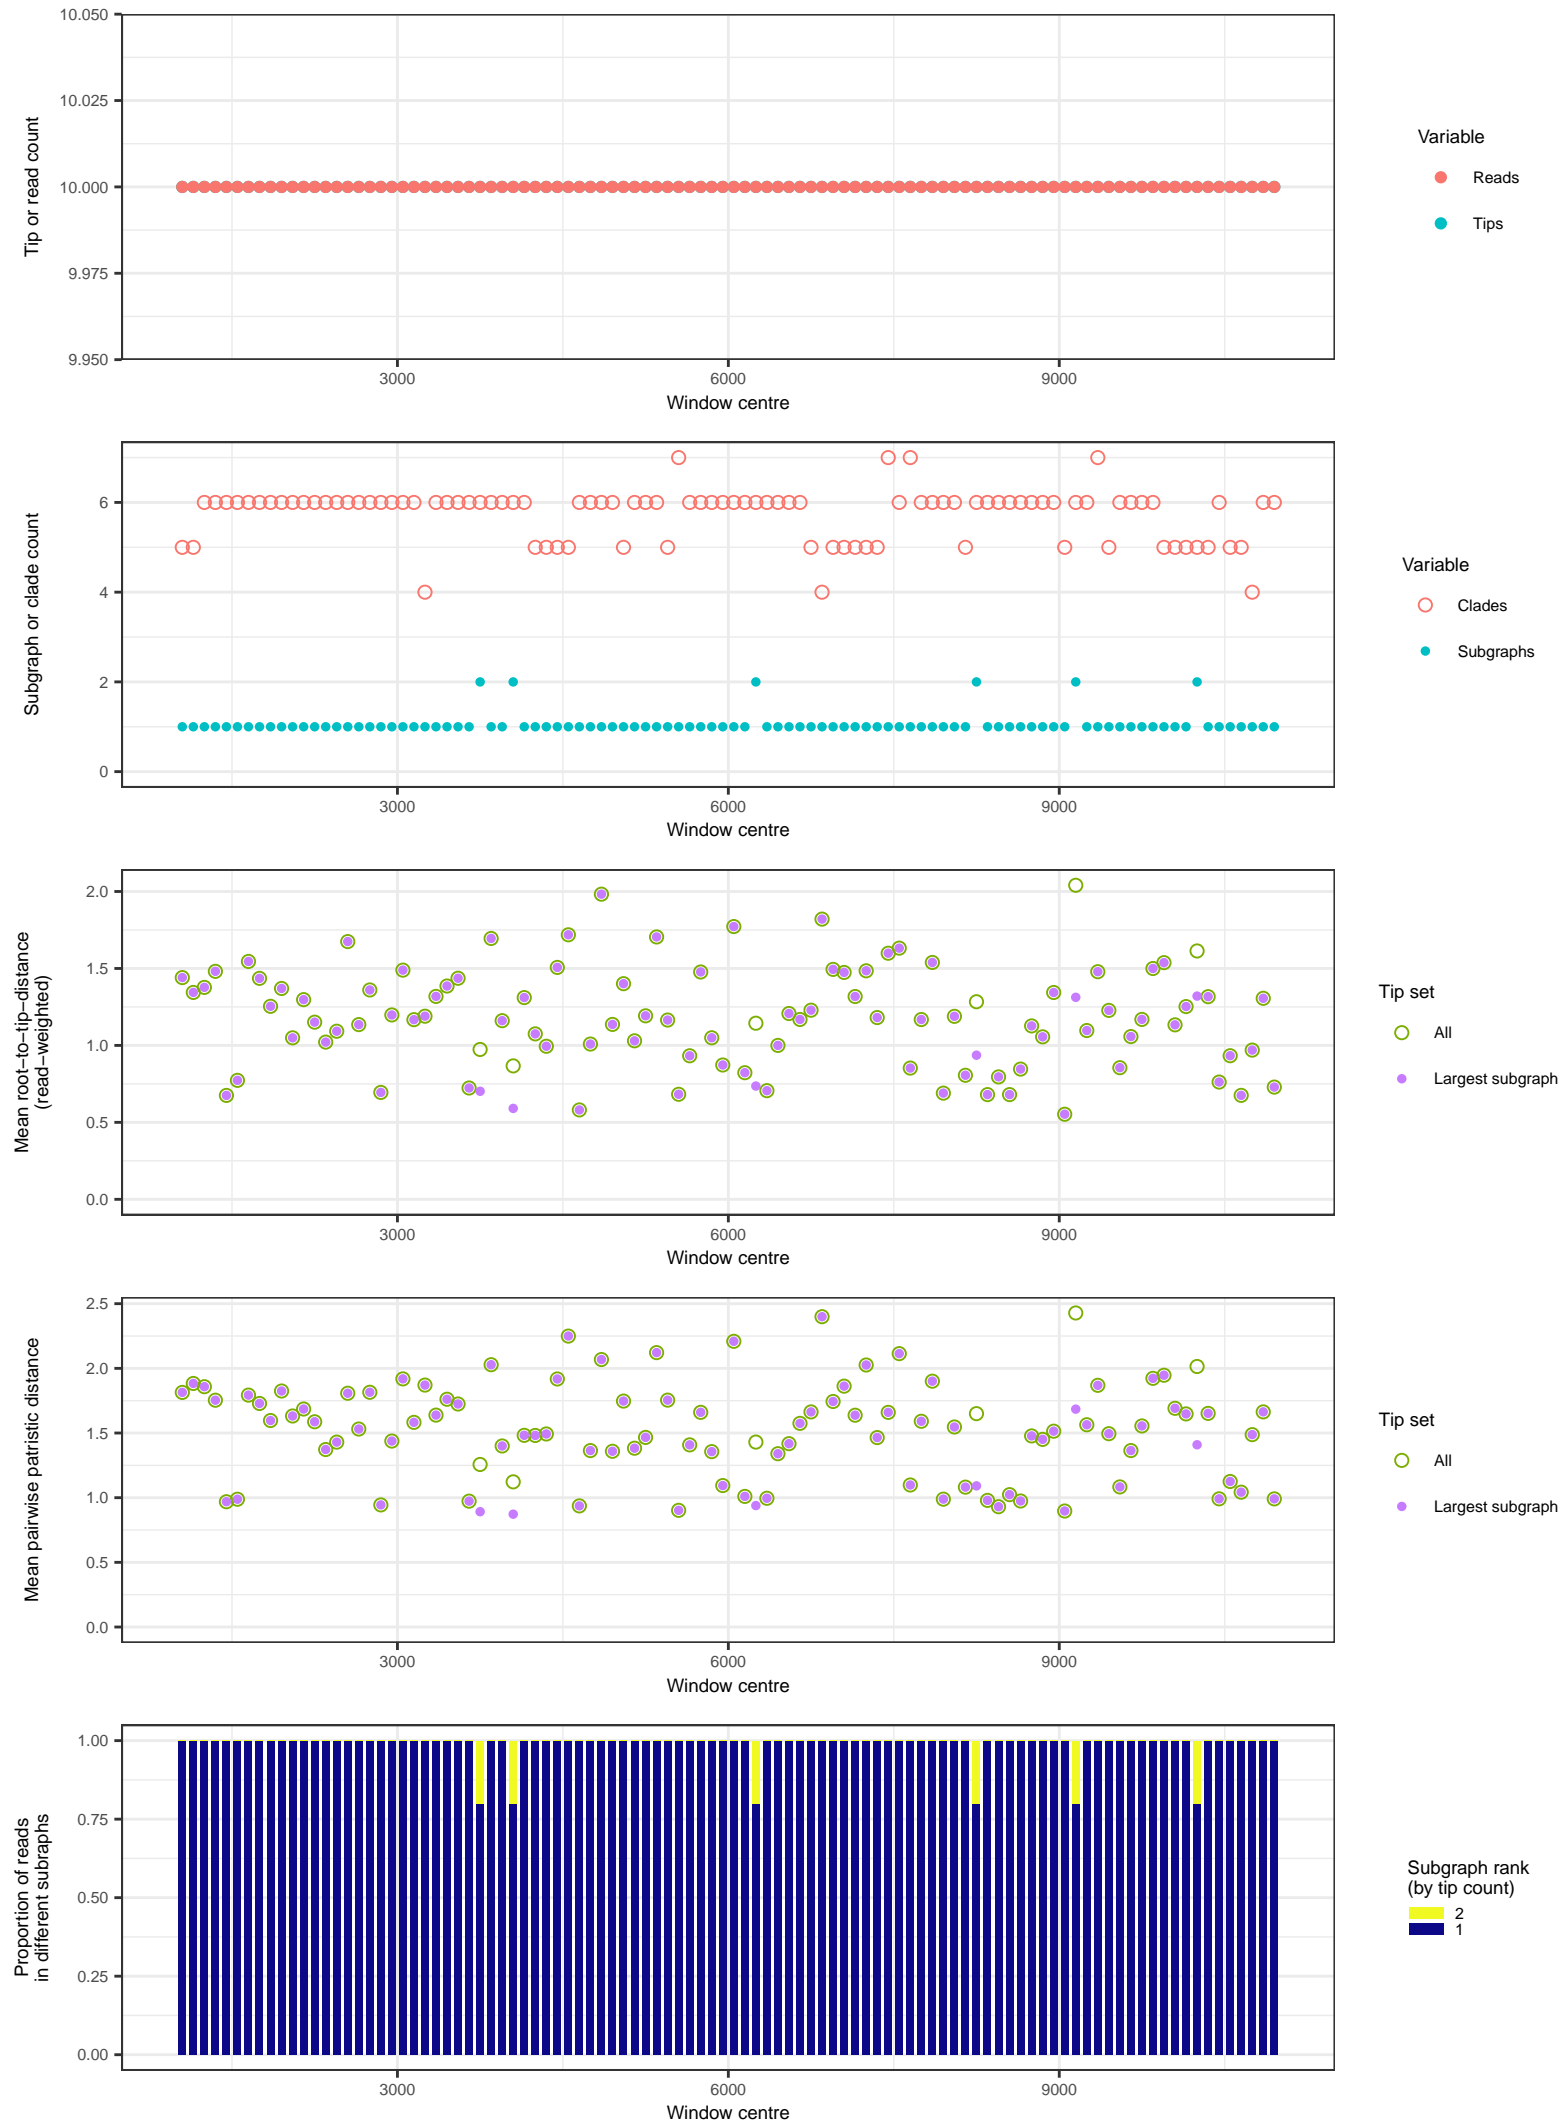 10.050
10.025
10.000
9.975
9.950
Tip or read count
3000
6000
9000
Window centre
Variable
Reads
Tips
6
4
2
0
Subgraph or clade count
3000
6000
9000
Window centre
Variable
Clades
Subgraphs
2.0
1.5
1.0
0.5
0.0
Mean root−to−tip−distance
(read−weighted)
3000
6000
9000
Window centre
Tip set
All
Largest subgraph
2.5
2.0
1.5
1.0
0.5
0.0
Mean pairwise patristic distance
3000
6000
9000
Window centre
Tip set
All
Largest subgraph
1.00
0.75
0.50
0.25
0.00
Proportion of reads
in different subraphs
3000
6000
9000
Window centre
Subgraph rank
(by tip count)
2
1